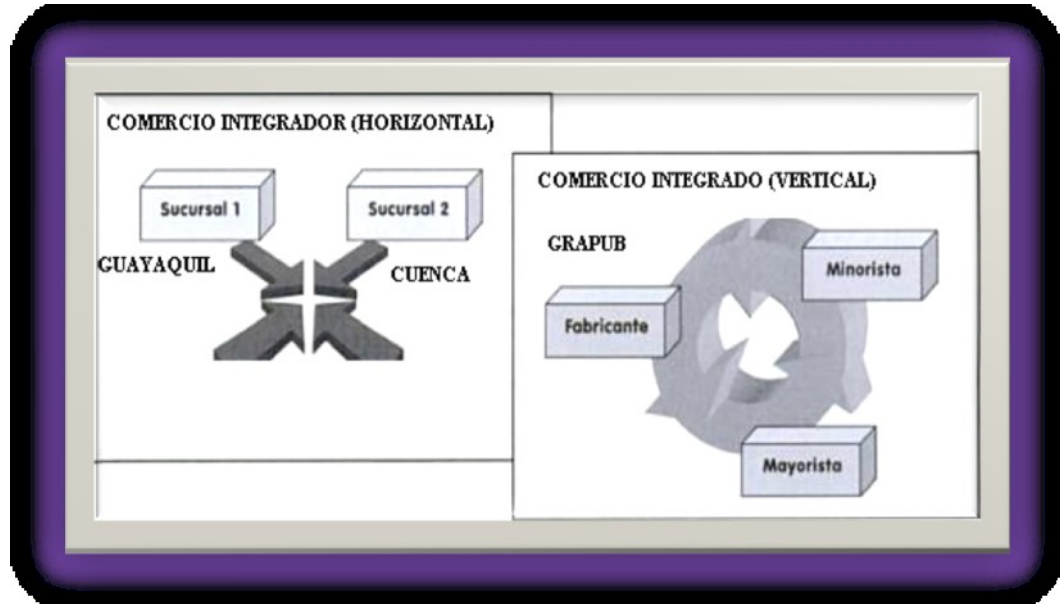 COMERCIO INTEGRADOR (HORIZONTAL)
Sucursal 1
Sucursal 2
GUAYAQUIL
CUENCA
COMERCIO INTEGRADO (VERTICAL)
GRAPUB
Minorista
Fabricante
Mayorista